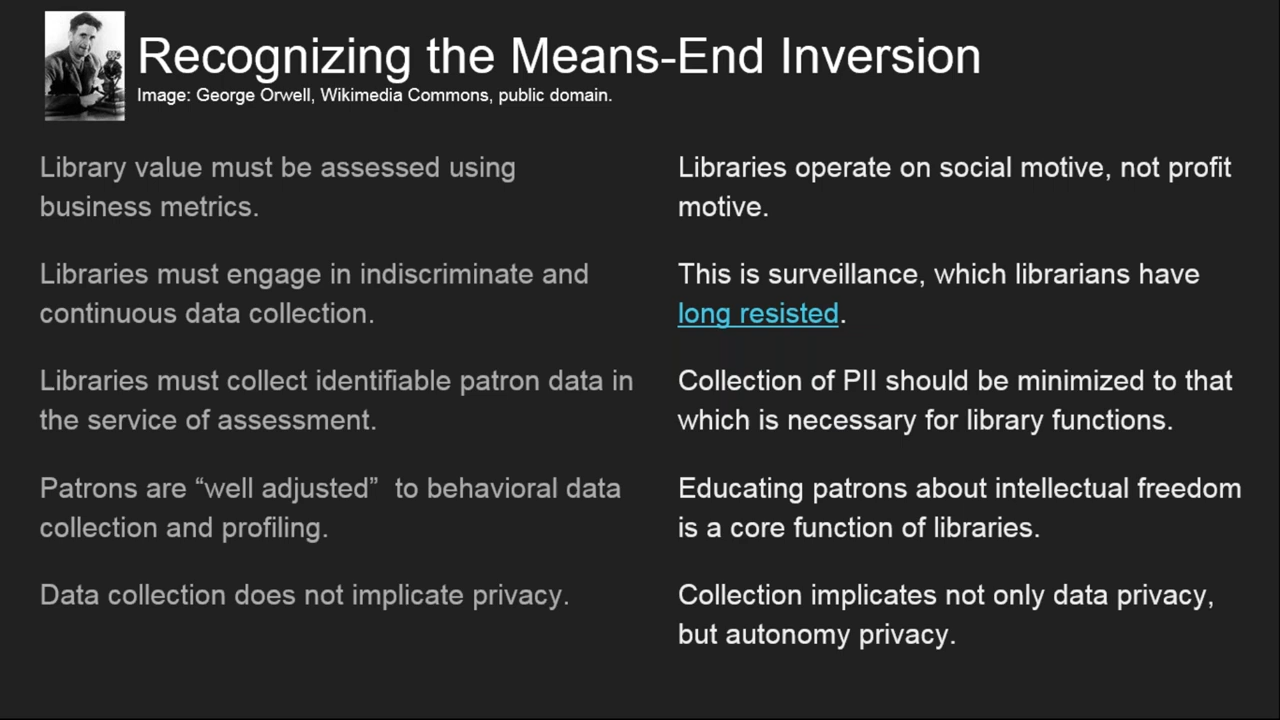 Recognizing the Means-End Inversion
Image: George Orwell, Wikimedia Commons, public domain.
Library value must be assessed using
business metrics.
Libraries operate on social motive, not profit
motive.
Libraries must engage in indiscriminate and
continuous data collection.
This is surveillance, which librarians have
long resisted.
Libraries must collect identifiable patron data in
the service of assessment.
Collection of PII should be minimized to that
which is necessary for library functions.
Patrons are “well adjusted”  to behavioral data
collection and profiling.
Educating patrons about intellectual freedom
is a core function of libraries.
Data collection does not implicate privacy.
Collection implicates not only data privacy,
but autonomy privacy.